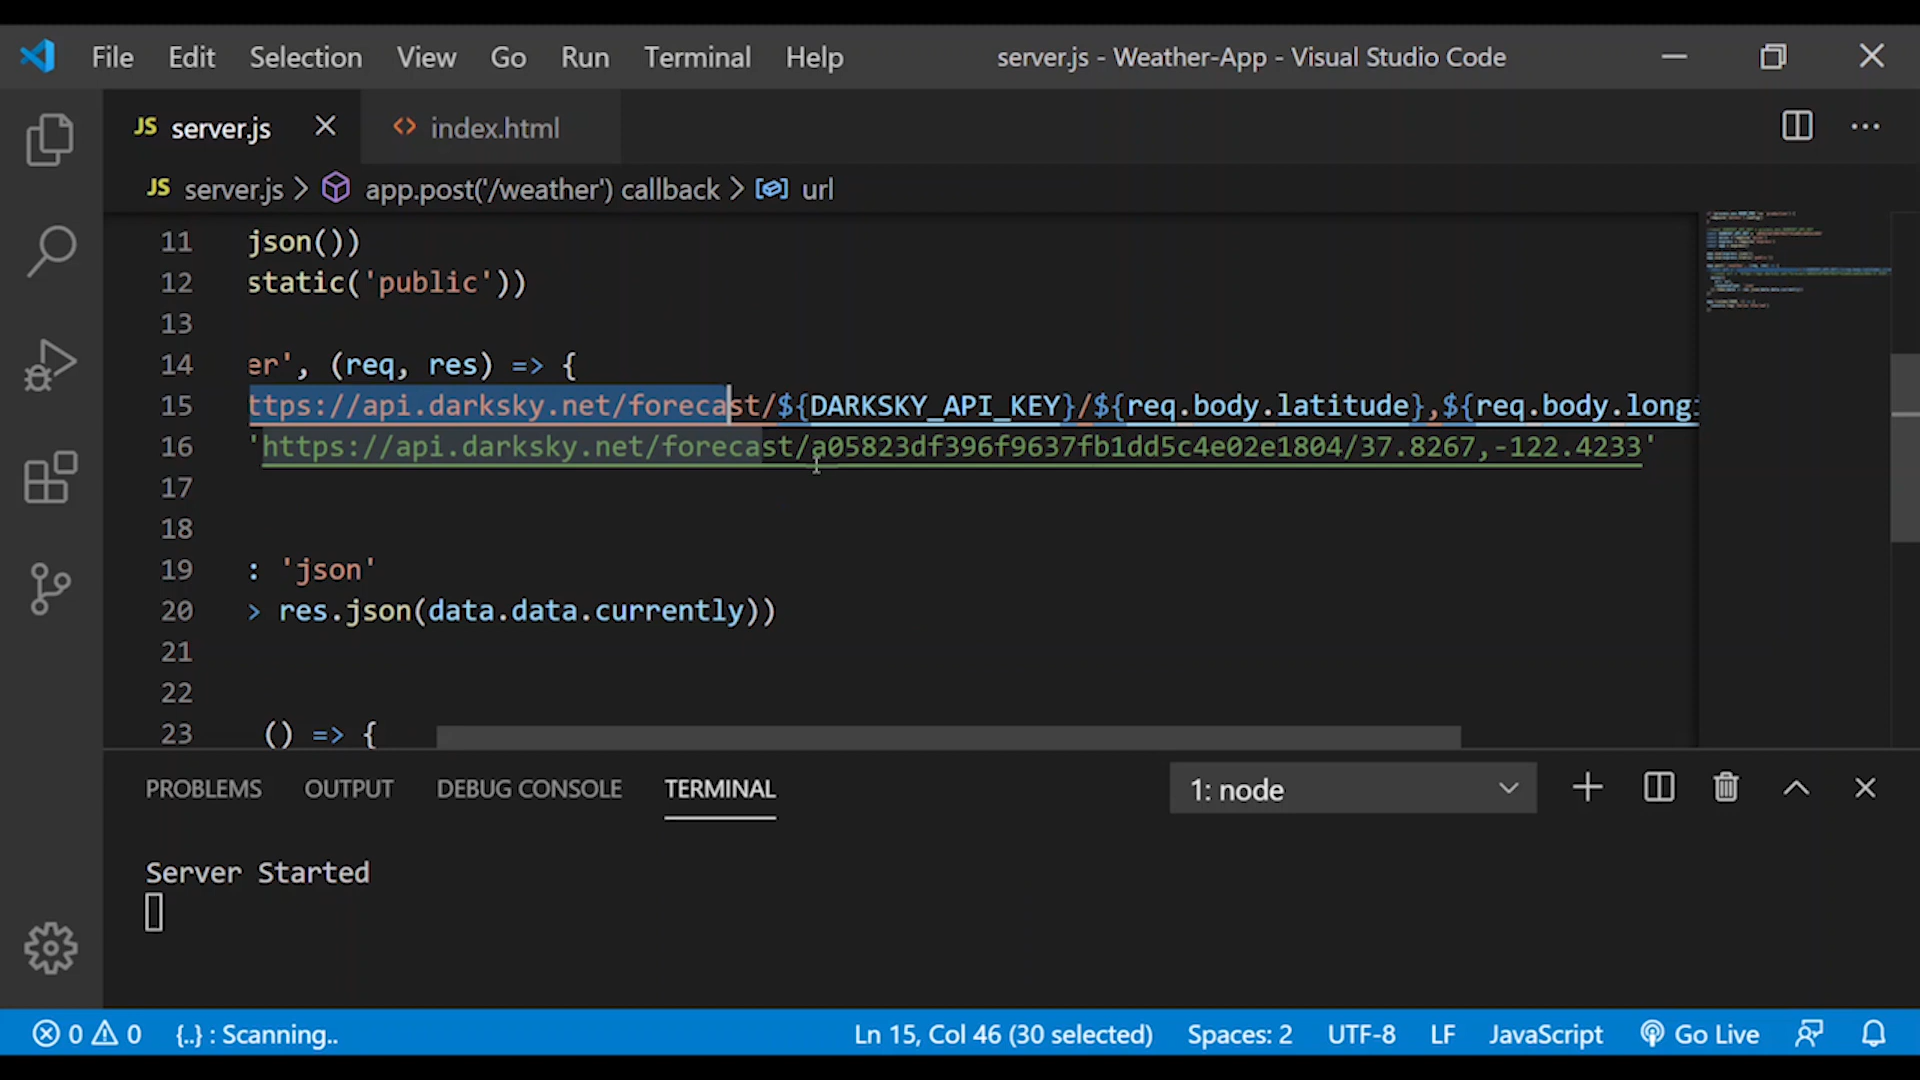 File Edit Selection View Go Run Terminal Help server.js - Weather-App - Visual Studio Code
JS server.js <> index.html
JS server.js > app.post('/weather') callback > url
11 json())
12 static('public'))
13
14 er', (req, res) => {
15 ttps://api.darksky.net/forecast/${DARKSKY_API_KEY}/${req.body.latitude},${req.body.longi
16 'https://api.darksky.net/forecast/a05823df396f9637fb1dd5c4e02e1804/37.8267,-122.4233'
17
18
19 : 'json'
20 > res.json(data.data.currently))
21
22
23 () => {
PROBLEMS OUTPUT DEBUG CONSOLE TERMINAL 1: node
Server Started
0 0 {..} : Scanning.. Ln 15, Col 46 (30 selected) Spaces: 2 UTF-8 LF JavaScript Go Live